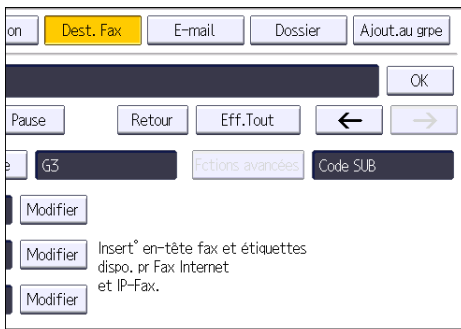 on Dest. Fax E-mail Dossier Ajout.au grpe
OK
Pause Retour Eff.Tout ← →
e G3 Fctions avancées Code SUB
Modifier
Modifier Insert° en-tête fax et étiquettes
dispo. pr Fax Internet
et IP-Fax.
Modifier